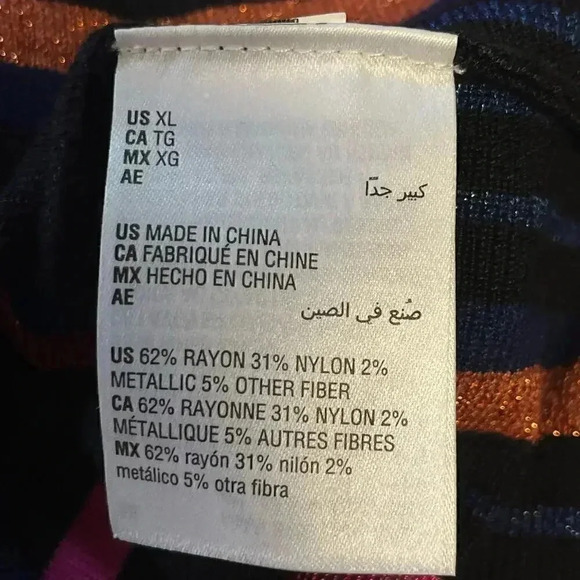 US XL
CA TG
MX XG
AE
كبير جدًا
US MADE IN CHINA
CA FABRIQUÉ EN CHINE
MX HECHO EN CHINA
AE
صُنع في الصين
US 62% RAYON 31% NYLON 2%
METALLIC 5% OTHER FIBER
CA 62% RAYONNE 31% NYLON 2%
MÉTALLIQUE 5% AUTRES FIBRES
MX 62% rayón 31% nilón 2%
metálico 5% otra fibra